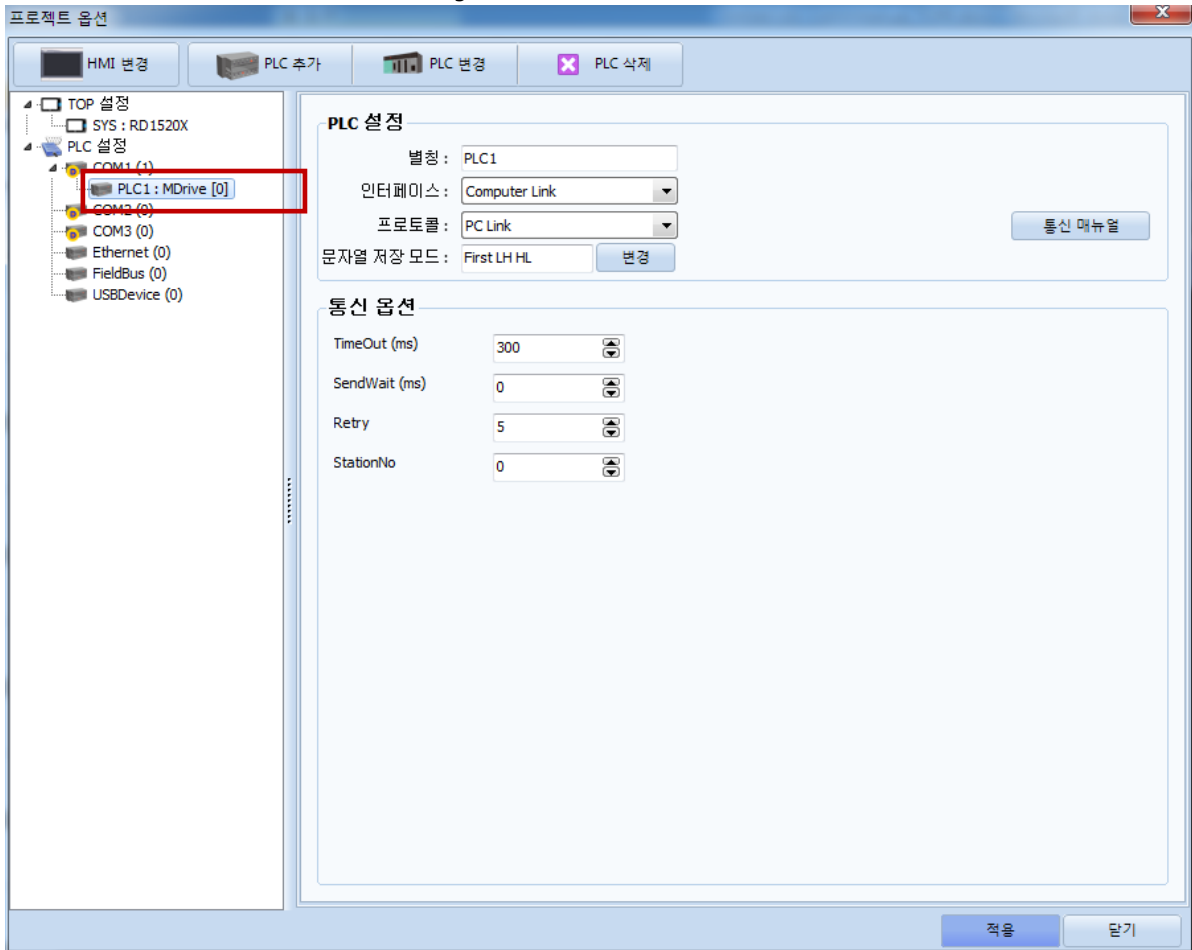 프로젝트 옵션
X
HMI 변경
PLC 추가
PLC 변경
PLC 삭제
TOP 설정
SYS : RD1520X
PLC 설정
COM1 (1)
PLC1 : MDrive [0]
COM2 (0)
COM3 (0)
Ethernet (0)
FieldBus (0)
USBDevice (0)
PLC 설정
별칭 : PLC1
인터페이스 : Computer Link
프로토콜 : PC Link
통신 매뉴얼
문자열 저장 모드 : First LH HL 변경
통신 옵션
TimeOut (ms) 300
SendWait (ms) 0
Retry 5
StationNo 0
적용
닫기